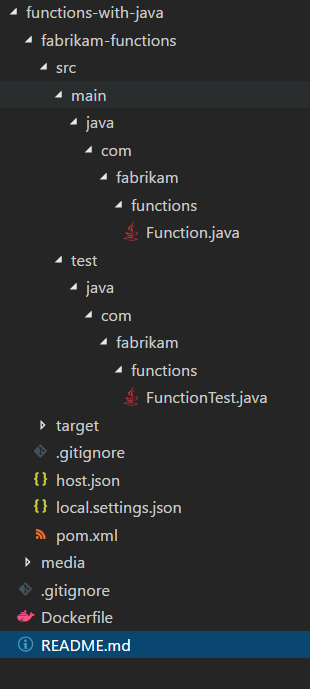 functions-with-java
fabrikam-functions
src
main
java
com
fabrikam
functions
Function.java
test
java
com
fabrikam
functions
FunctionTest.java
target
.gitignore
{ } host.json
{ } local.settings.json
pom.xml
media
.gitignore
Dockerfile
README.md